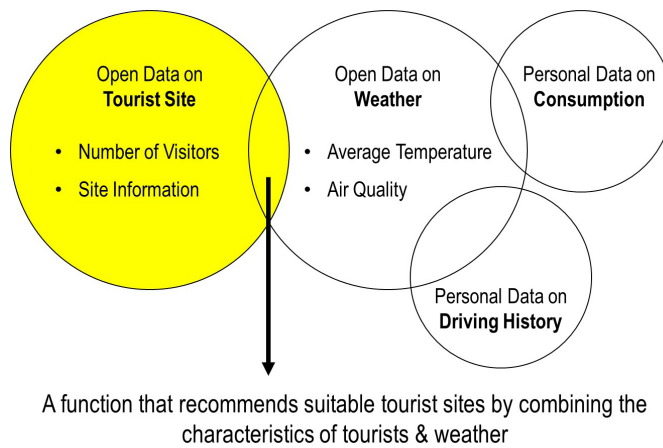 Open Data on
Tourist Site
• Number of Visitors
• Site Information
Open Data on
Weather
• Average Temperature
• Air Quality
Personal Data on
Consumption
Personal Data on
Driving History
A function that recommends suitable tourist sites by combining the
characteristics of tourists & weather